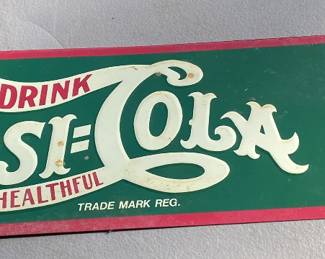 DRINK
SI=COLA
HEALTHFUL
TRADE MARK REG.